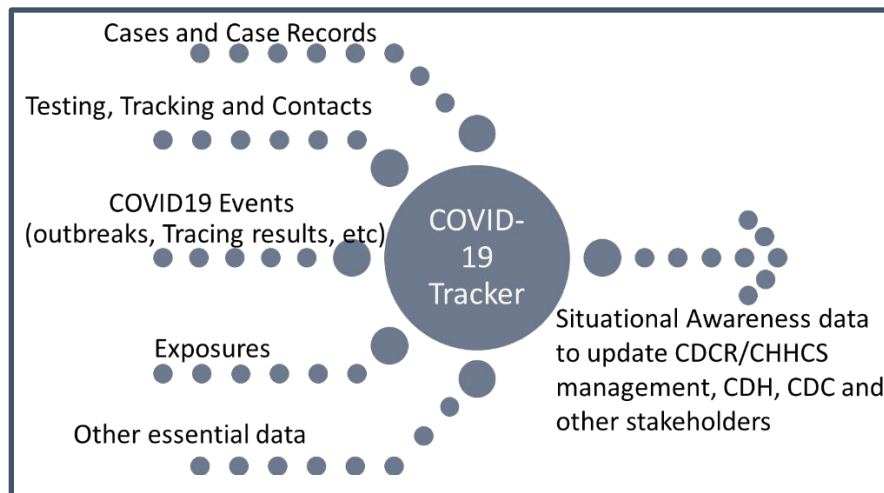 Cases and Case Records
Testing, Tracking and Contacts
COVID19 Events
(outbreaks, Tracing results, etc)
Exposures
Other essential data
COVID-
19
Tracker
Situational Awareness data
to update CDCR/CHHCS
management, CDH, CDC and
other stakeholders